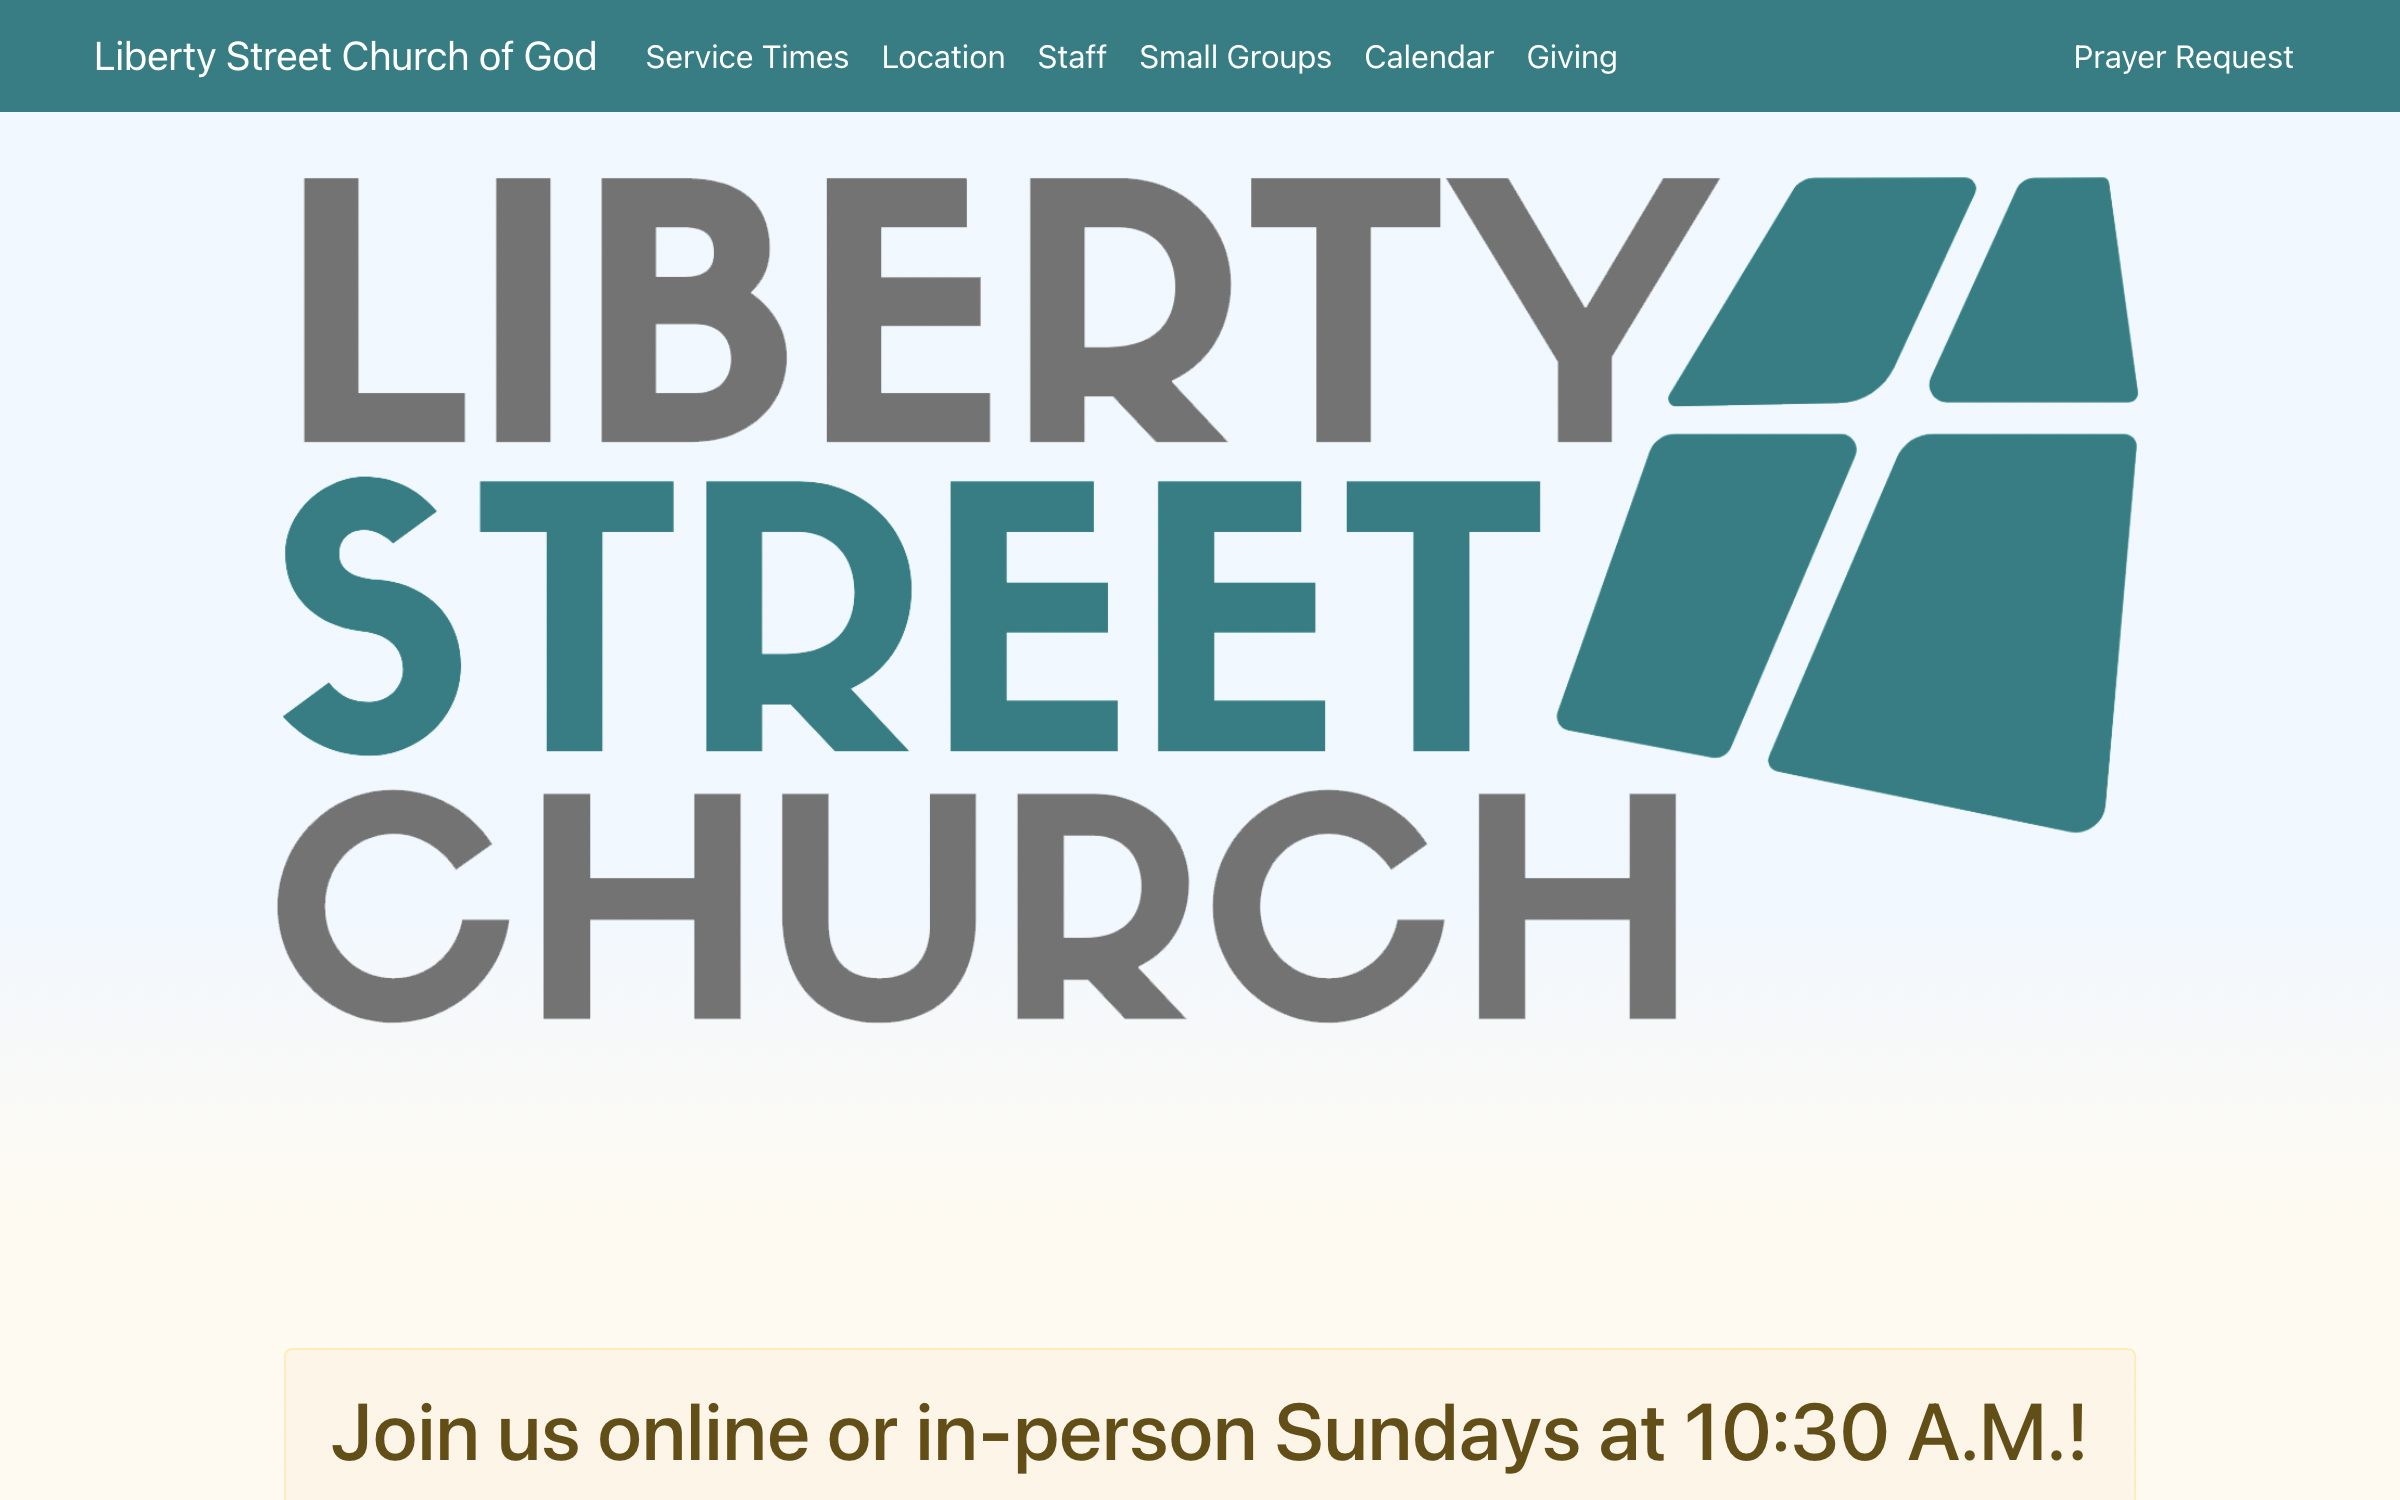 Liberty Street Church of God Service Times Location Staff Small Groups Calendar Giving Prayer Request
LIBERTY
STREET
CHURCH
Join us online or in-person Sundays at 10:30 A.M.!